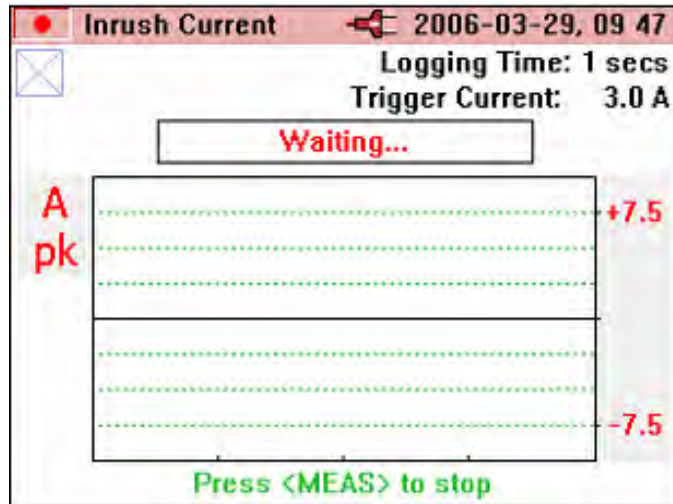 Inrush Current 2006-03-29, 09 47
Logging Time: 1 secs
Trigger Current: 3.0 A
Waiting...
A
pk
+7.5
-7.5
Press <MEAS> to stop